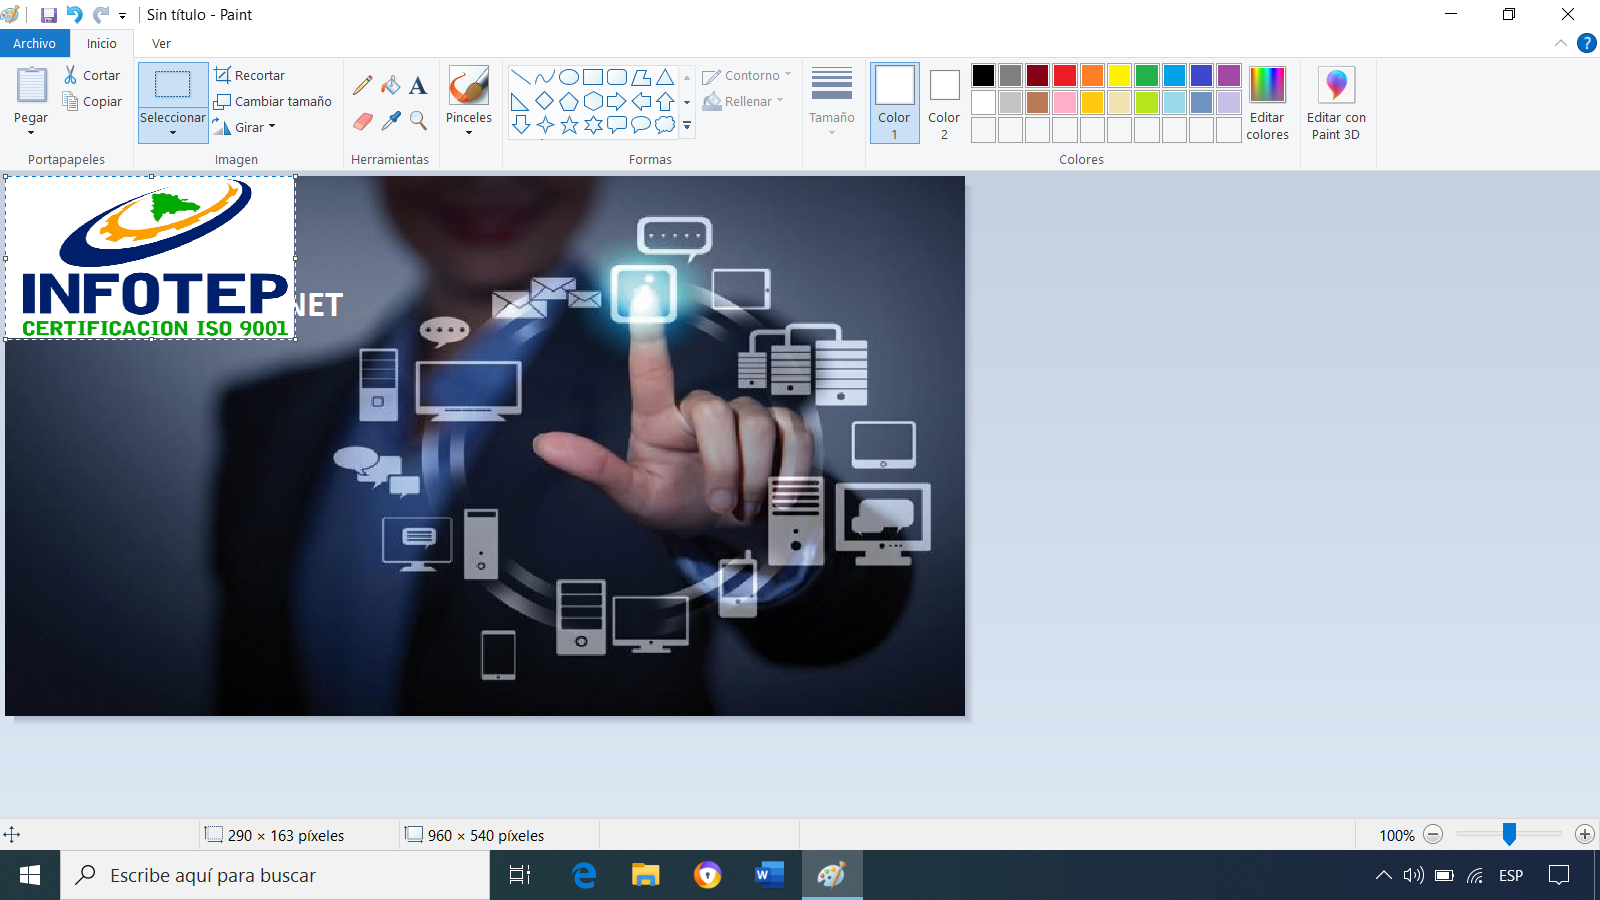 Sin título - Paint
Archivo
Inicio
Ver
Pegar
Cortar
Copiar
Portapapeles
Seleccionar
Recortar
Cambiar tamaño
Girar
Imagen
A
Herramientas
Pinceles
Contorno
Rellenar
Formas
Tamaño
Color
1
Color
2
Editar
colores
Colores
Editar con
Paint 3D
?
INFOTEP
CERTIFICACION ISO 9001
NET
290 × 163 píxeles
960 × 540 píxeles
100%
Escribe aquí para buscar
ESP